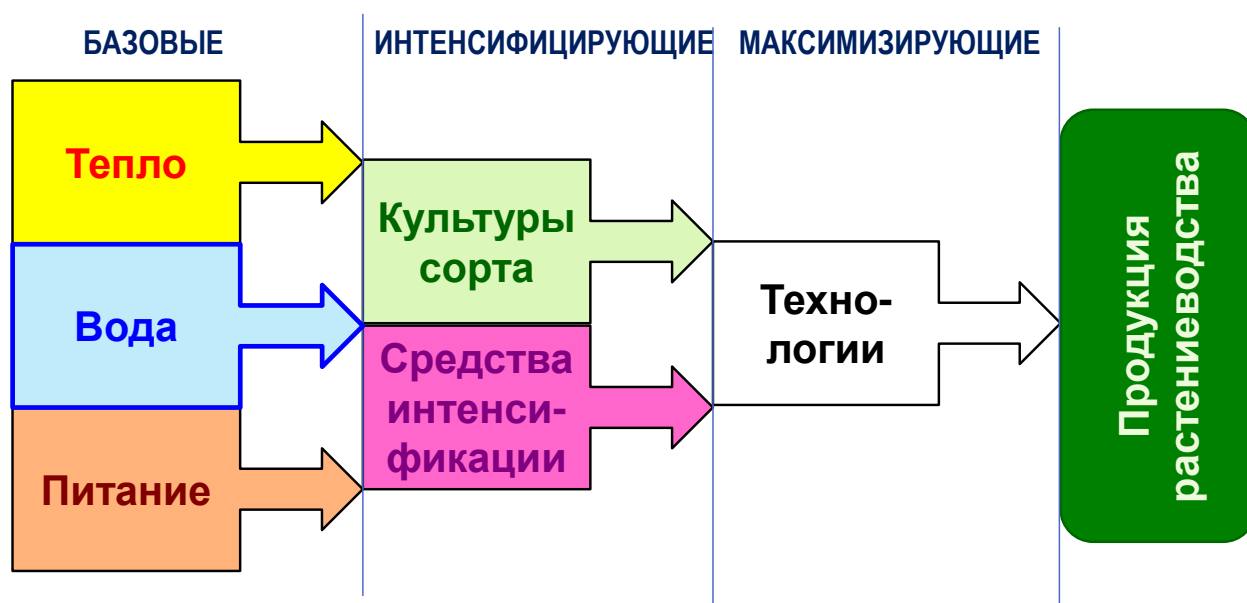 БАЗОВЫЕ
ИНТЕНСИФИЦИРУЮЩИЕ
МАКСИМИЗИРУЮЩИЕ
Тепло
Вода
Питание
Культуры
сорта
Средства
интенси-
фикации
Техно-
логии
Продукция
растениеводства